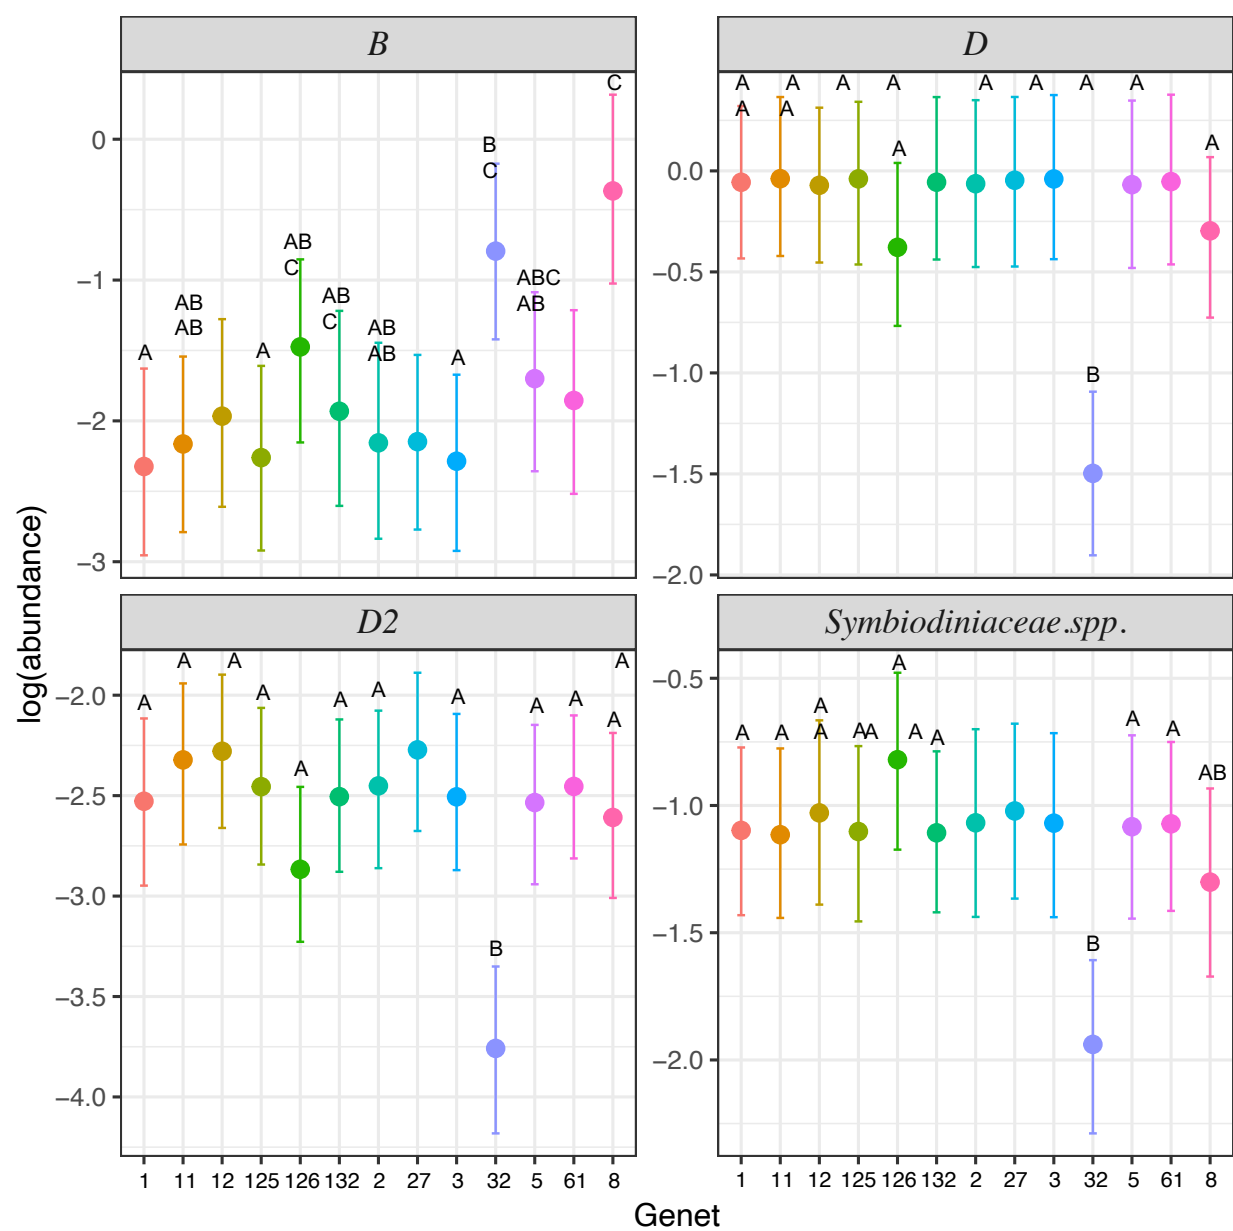 B
D
C
B
C
AB
C
ABC
AB
AB
C
AB
AB
AB
AB
A
A
A
0
−1
−2
−3
A A A A A A A A
A A
A
A
B
0.0
−0.5
−1.0
−1.5
−2.0
log(abundance)
D2
Symbiodiniaceae.spp.
A A A
A A A A A A A A
A
B
−2.0
−2.5
−3.0
−3.5
−4.0
A
A
A A A AA A A A A
AB
B
−0.5
−1.0
−1.5
−2.0
1 11 12 125 126 132 2 27 3 32 5 61 8
1 11 12 125 126 132 2 27 3 32 5 61 8
Genet